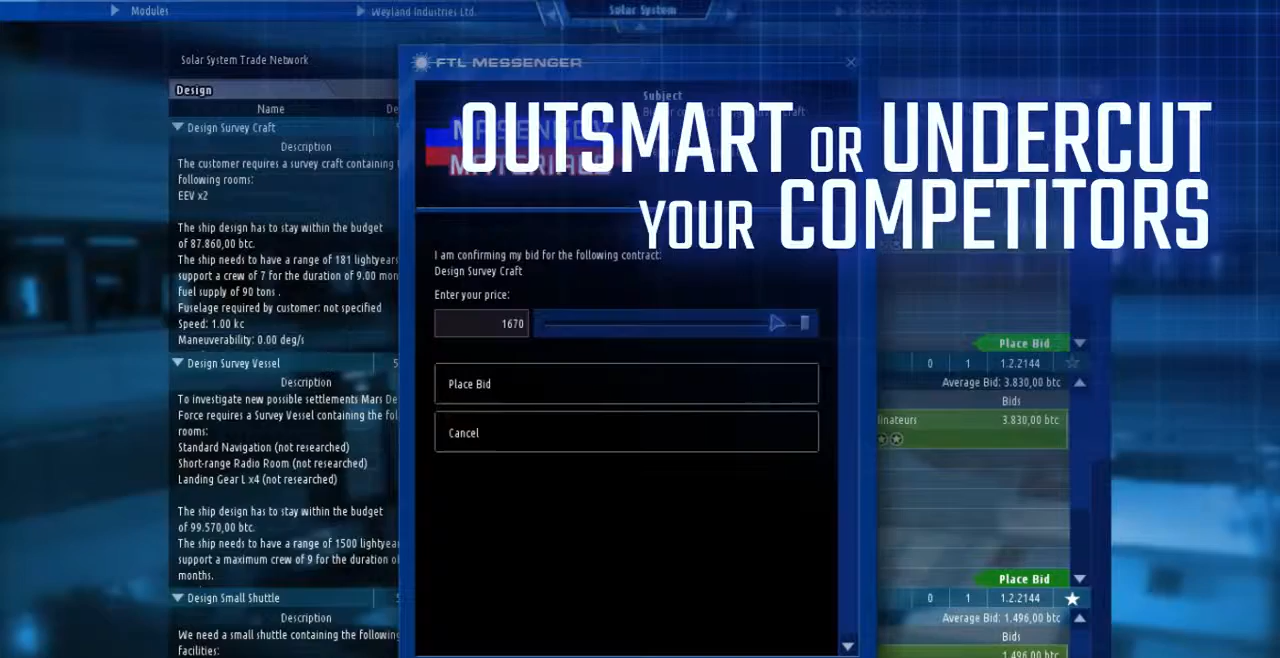 Modules
Weyland Industries Ltd.
Solar System
Solar System Trade Network
Design
Name
Design Survey Craft
Description
The customer requires a survey craft containing
following rooms:
EEV x2
The ship design has to stay within the budget
of 87.860,00 btc.
The ship needs to have a range of 181 lightyears
support a crew of 7 for the duration of 9.00 mon
fuel supply of 90 tons .
Fuselage required by customer: not specified
Speed: 1.00 kc
Maneuverability: 0.00 deg/s
Design Survey Vessel
Description
To investigate new possible settlements Mars De
Force requires a Survey Vessel containing the fol
rooms:
Standard Navigation (not researched)
Short-range Radio Room (not researched)
Landing Gear L x4 (not researched)
The ship design has to stay within the budget
of 99.570,00 btc.
The ship needs to have a range of 1500 lightyea
support a maximum crew of 9 for the duration o
months.
Design Small Shuttle
Description
We need a small shuttle containing the following
facilities:
FTL MESSENGER
Subject
MATERIALS
OUTSMART OR UNDERCUT
YOUR COMPETITORS
I am confirming my bid for the following contract:
Design Survey Craft
Enter your price:
1670
Place Bid
Cancel
Place Bid
0 1 1.2.2144
Average Bid: 3.830,00 btc
Bids
linateurs 3.830,00 btc
Place Bid
0 1 1.2.2144
Average Bid: 1.496,00 btc
Bids
1.496,00 btc